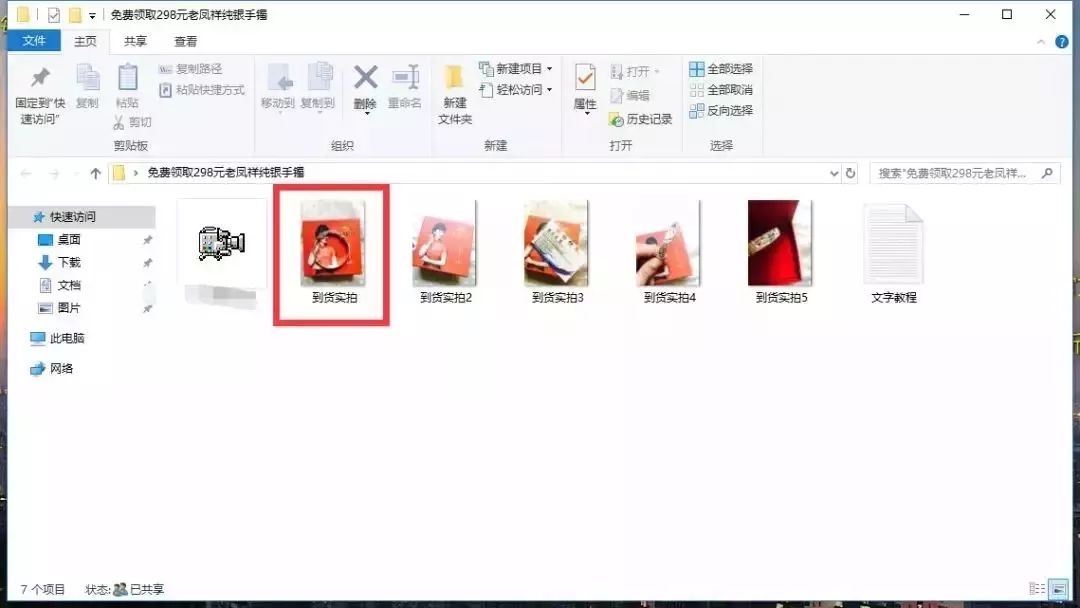 免费领取298元老凤祥纯银手镯
文件 主页 共享 查看
固定到"快速访问"
复制
粘贴
复制路径
粘贴快捷方式
剪切
剪贴板
移动到
复制到
删除
重命名
组织
新建文件夹
新建项目
轻松访问
新建
属性
打开
编辑
历史记录
打开
全部选择
全部取消
反向选择
选择
免费领取298元老凤祥纯银手镯
搜索"免费领取298元老凤祥...
快速访问
桌面
下载
文档
图片
此电脑
网络
到货实拍
到货实拍2
到货实拍3
到货实拍4
到货实拍5
文字教程
7 个项目 状态: 已共享